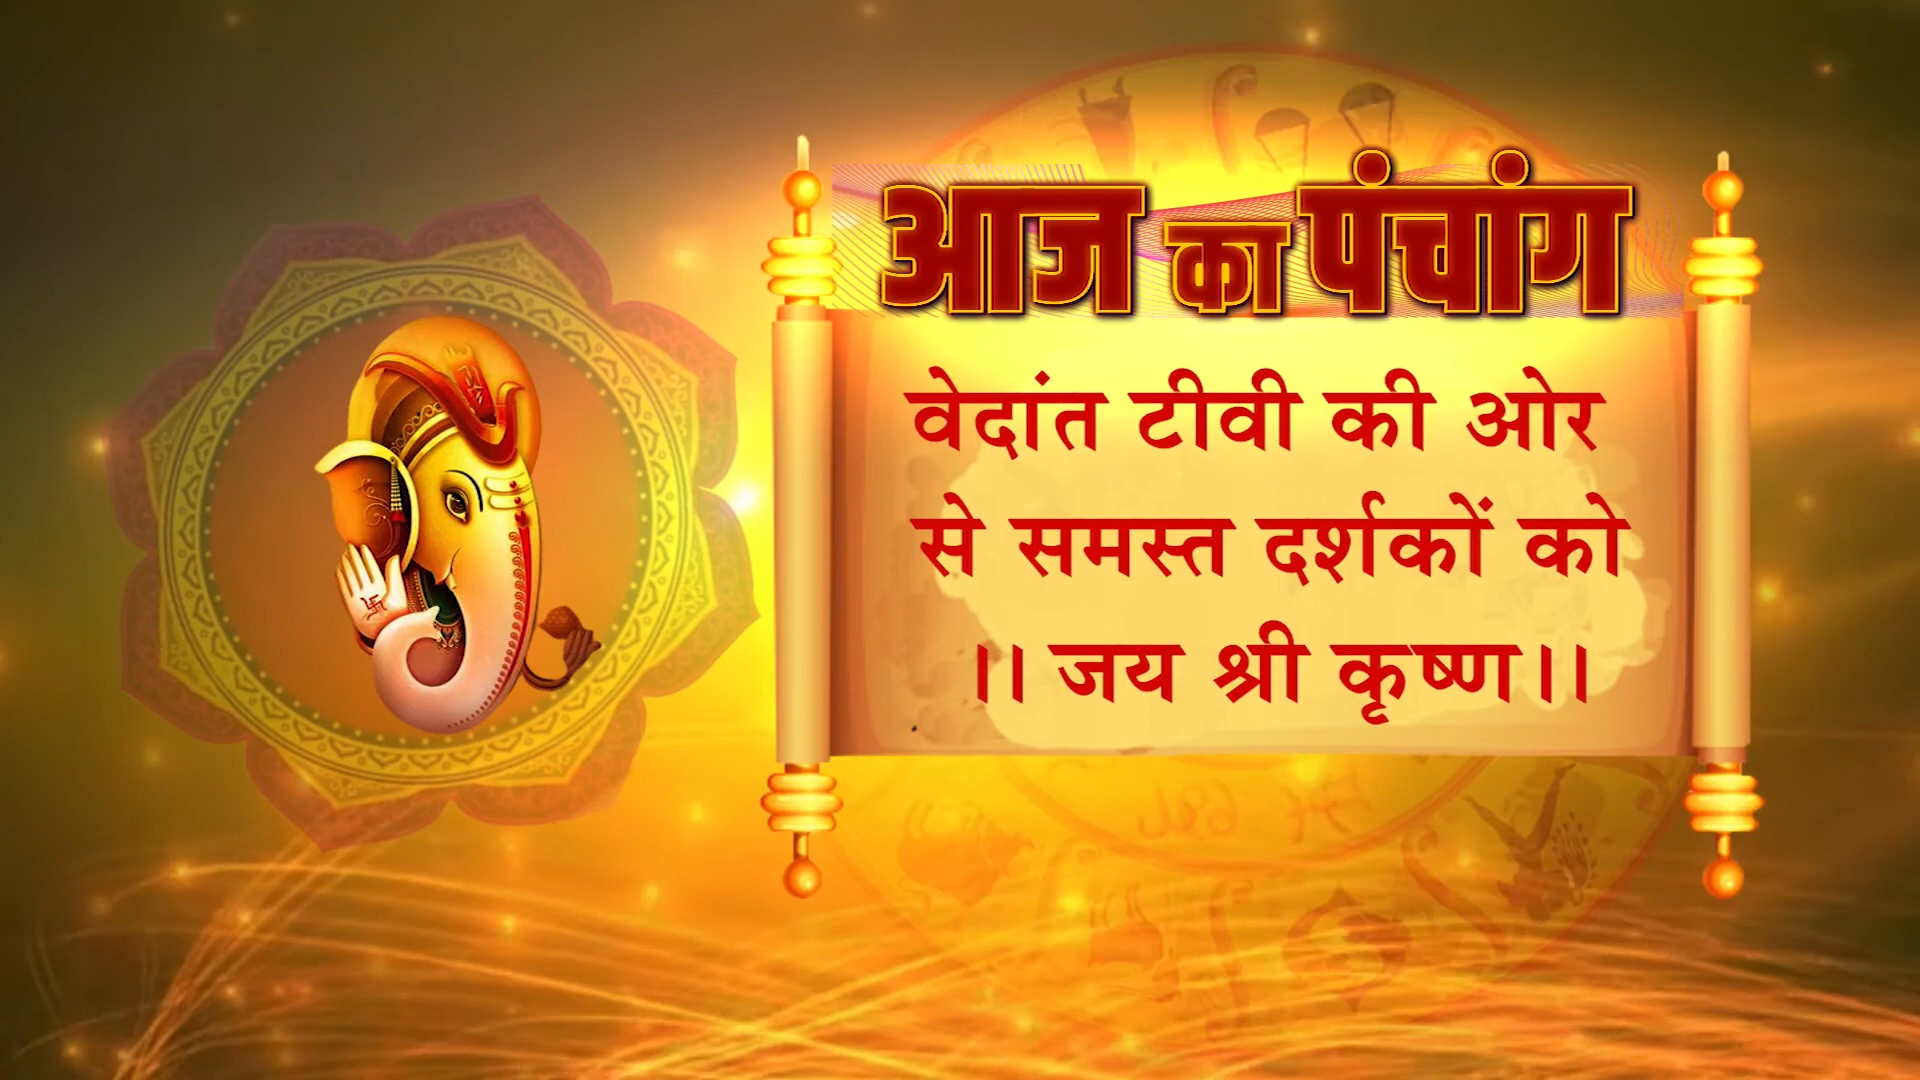 आज का पंचांग
वेदांत टीवी की ओर
से समस्त दर्शकों को
।। जय श्री कृष्ण।।